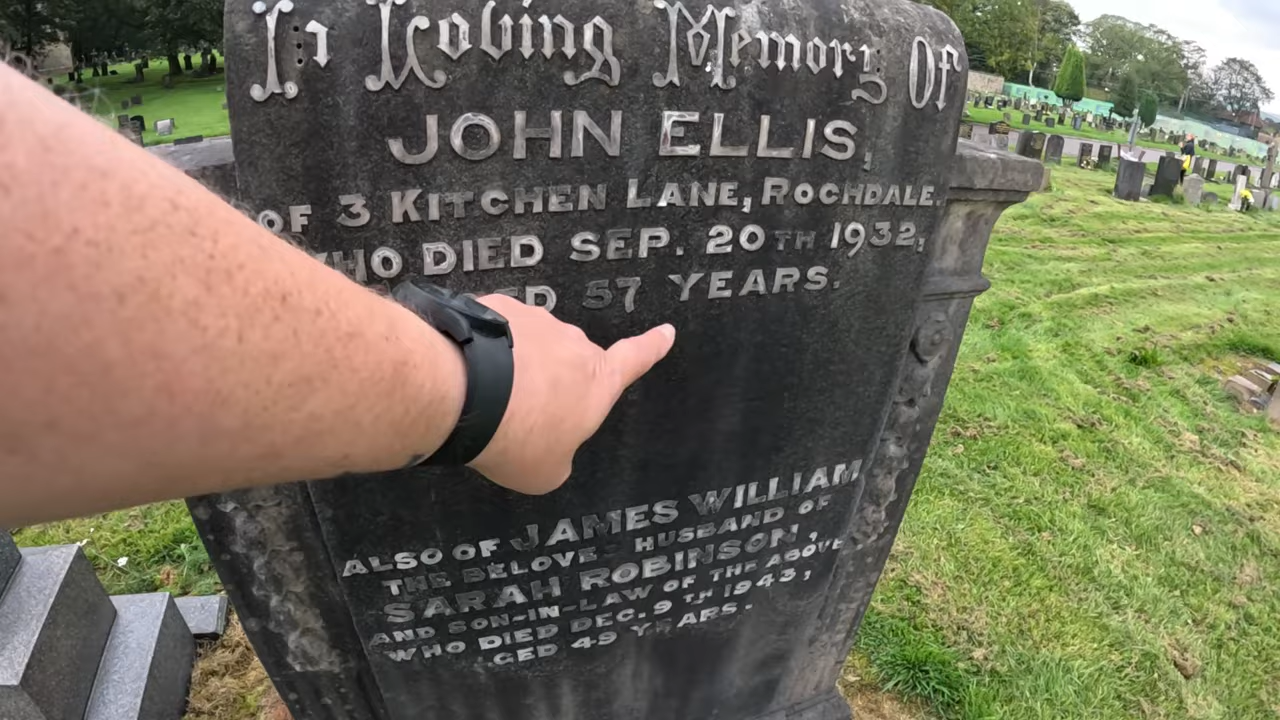 In Loving Memory Of
JOHN ELLIS,
OF 3 KITCHEN LANE, ROCHDALE,
WHO DIED SEP. 20TH 1932,
57 YEARS.
ALSO OF JAMES WILLIAM
THE BELOVED HUSBAND OF
SARAH ROBINSON,
AND SON-IN-LAW OF THE ABOVE
WHO DIED DEC. 9TH 1943,
AGED 49 YEARS.